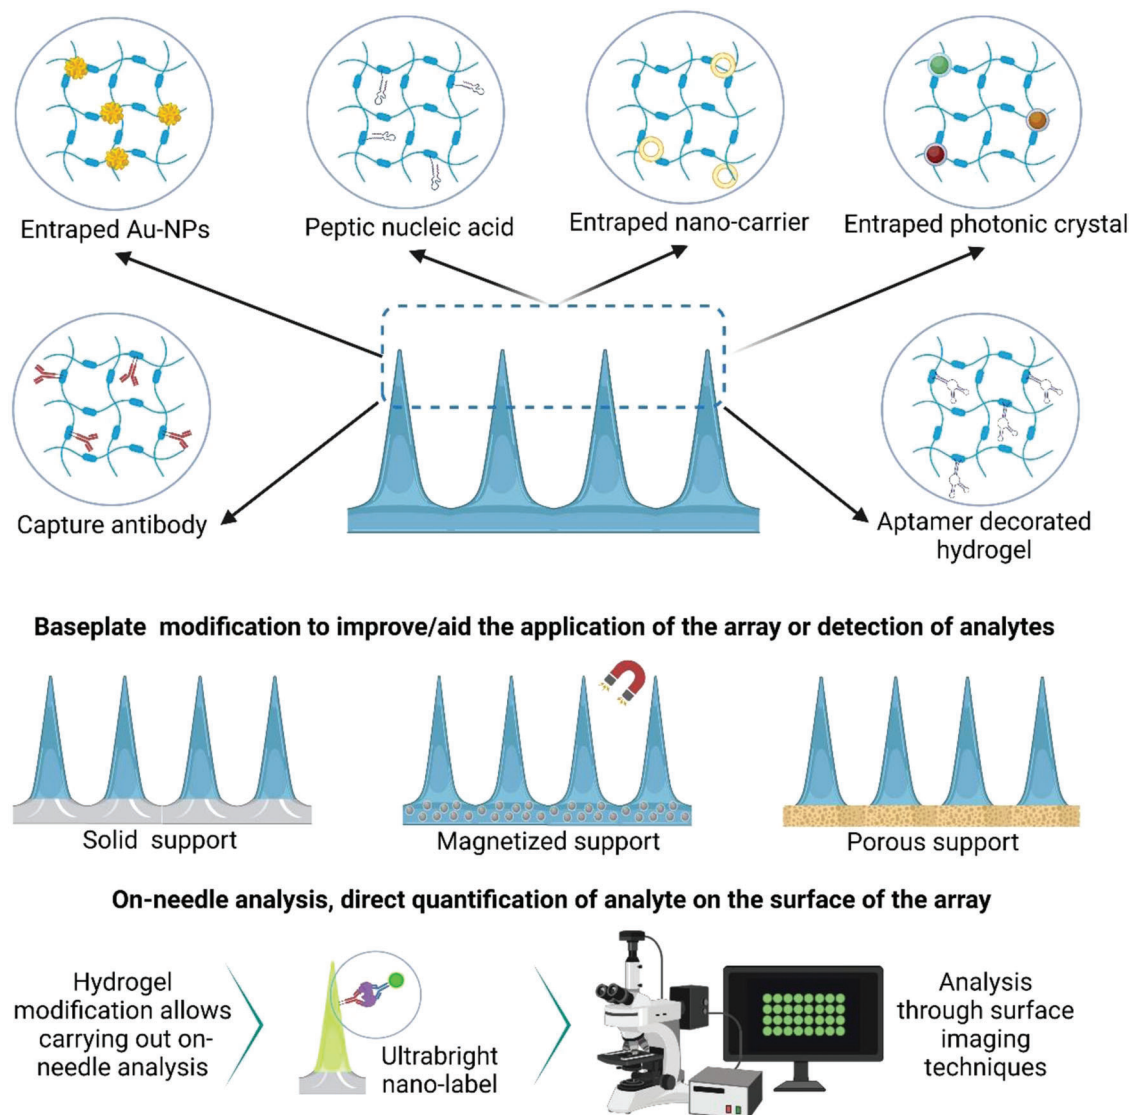 Entraped Au-NPs
Peptic nucleic acid
Entraped nano-carrier
Entraped photonic crystal
Capture antibody
Aptamer decorated
hydrogel
Baseplate modification to improve/aid the application of the array or detection of analytes
Solid support
Magnetized support
Porous support
On-needle analysis, direct quantification of analyte on the surface of the array
Hydrogel
modification allows
carrying out on-
needle analysis
Ultrabright
nano-label
Analysis
through surface
imaging
techniques